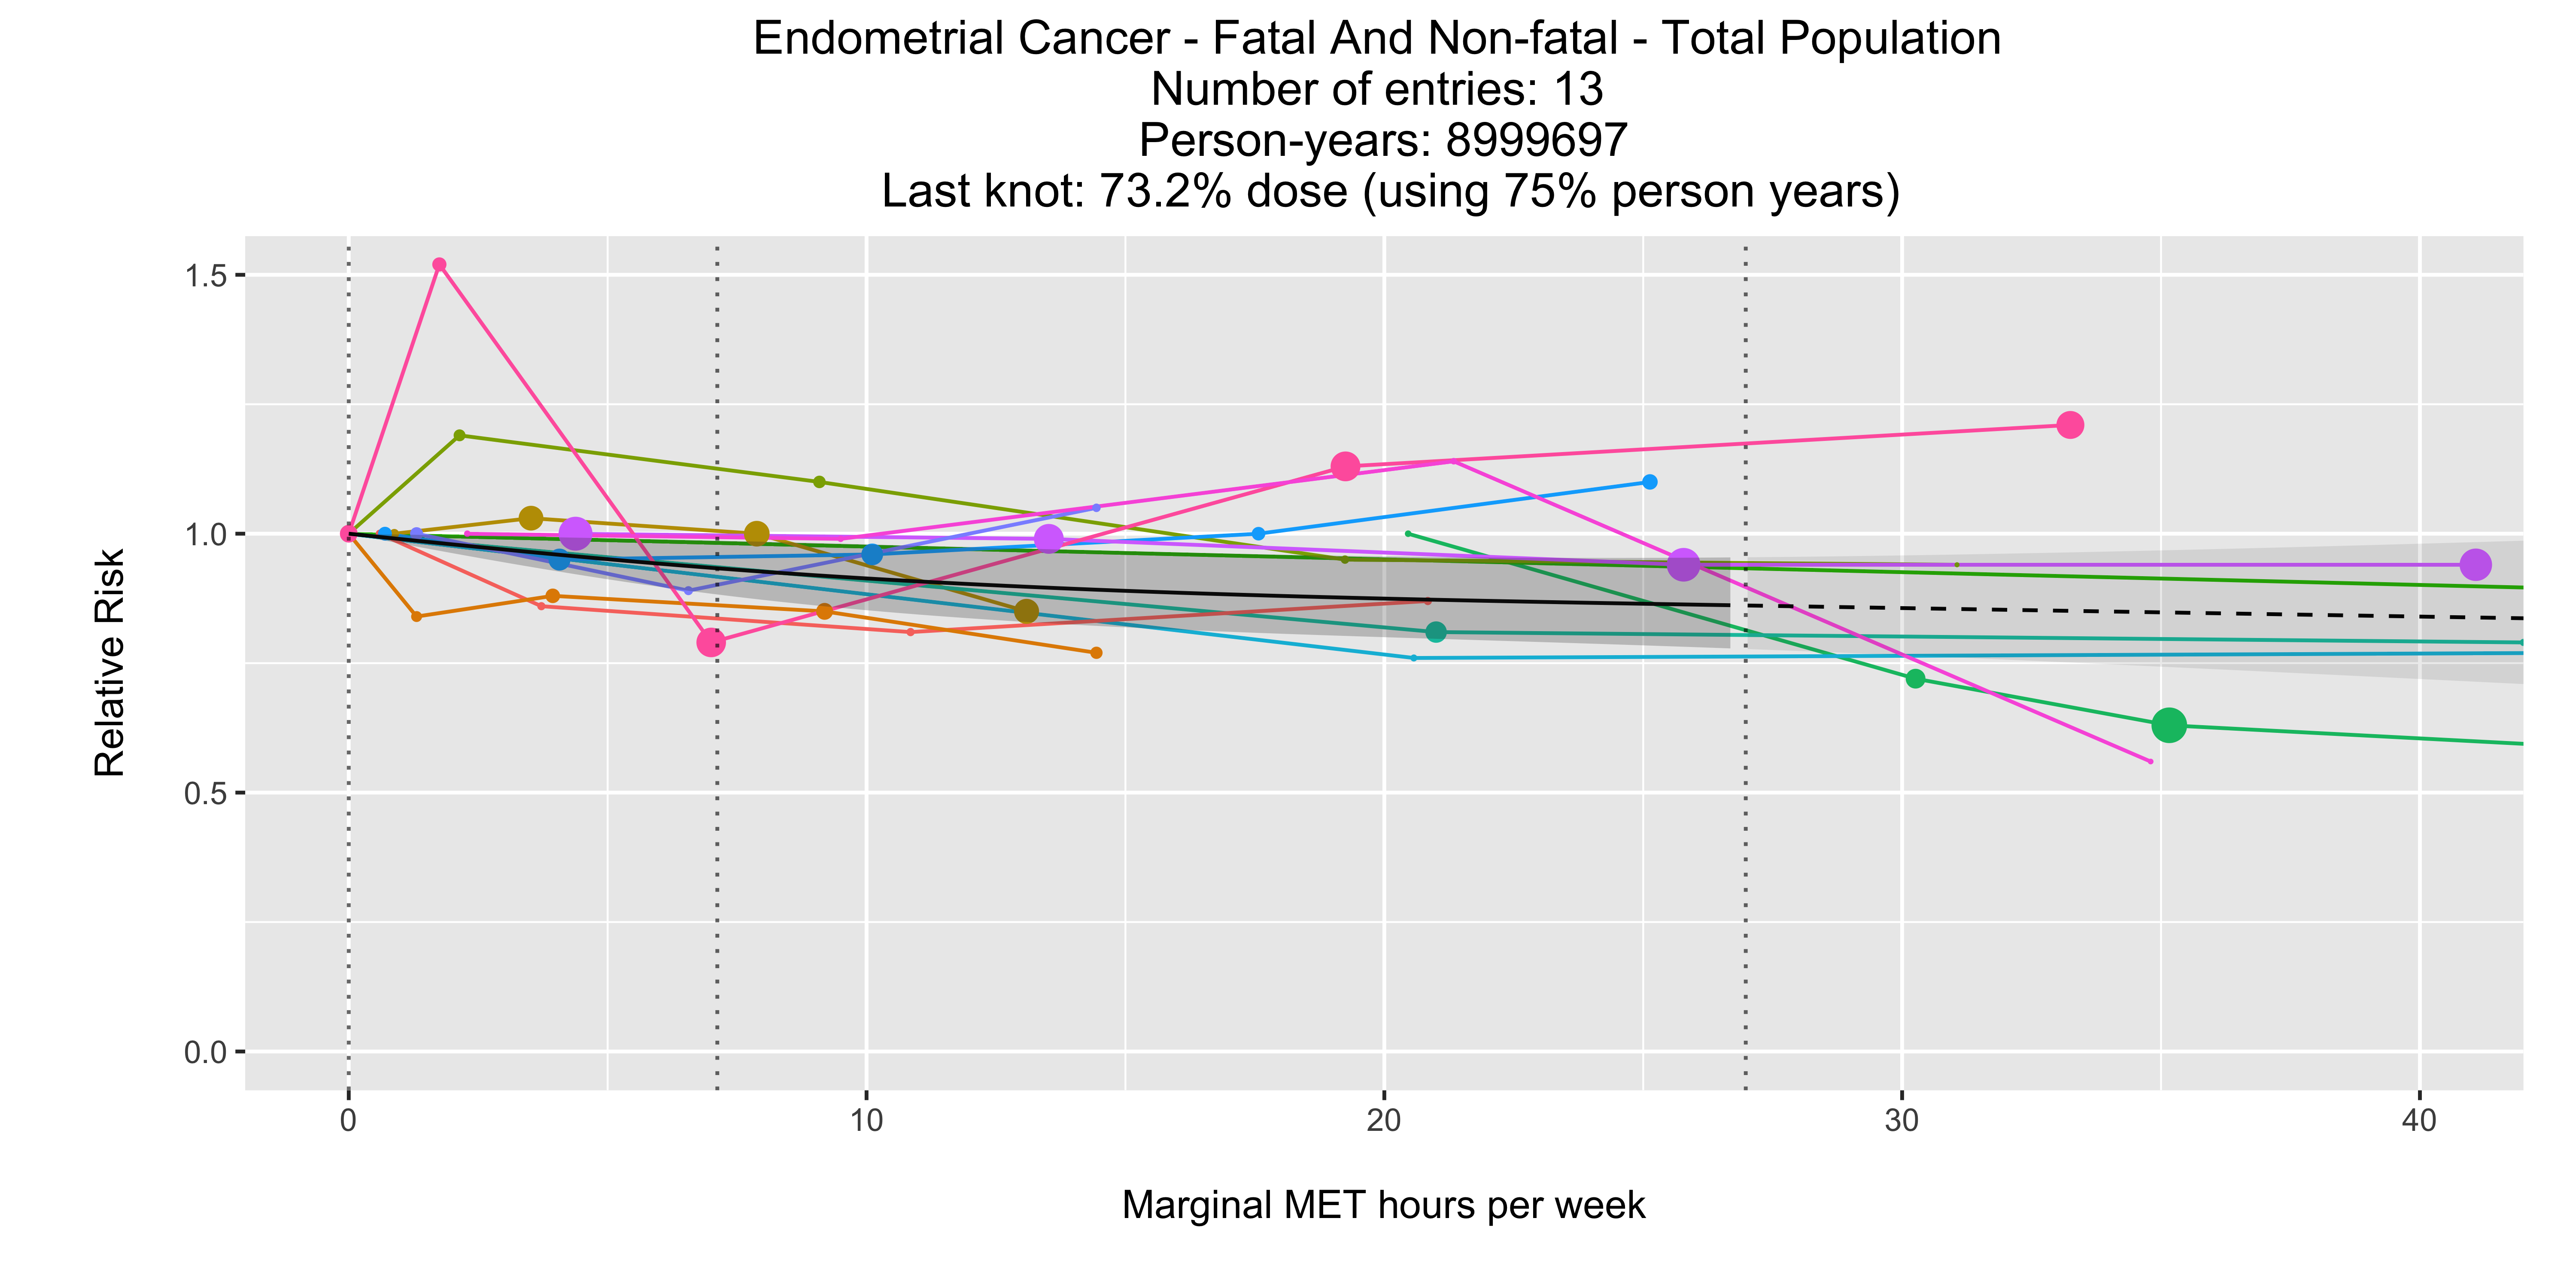 Endometrial Cancer - Fatal And Non-fatal - Total Population
Number of entries: 13
Person-years: 8999697
Last knot: 73.2% dose (using 75% person years)
1.5
1.0
0.5
0.0
Relative Risk
0
10
20
30
40
Marginal MET hours per week